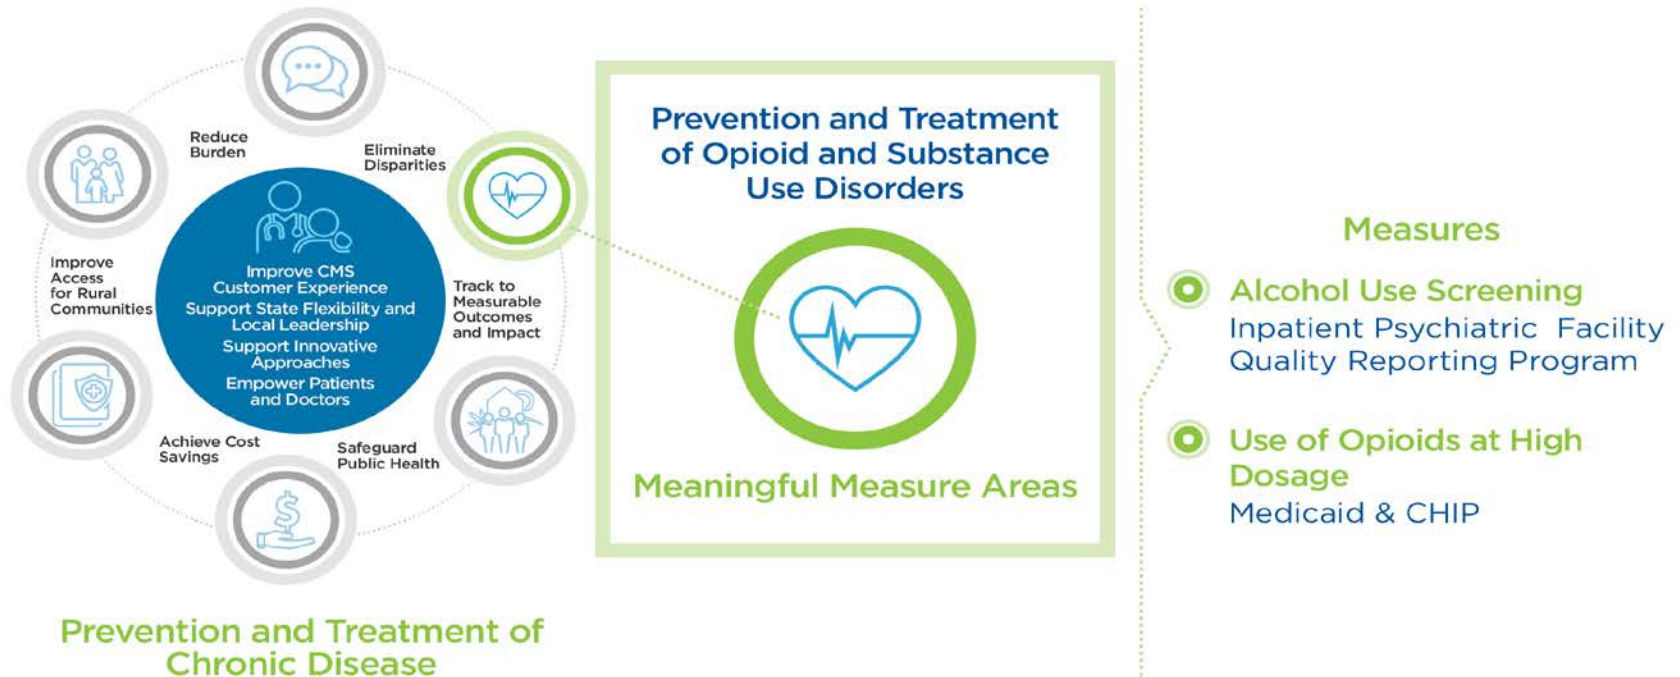 Reduce
Burden
Eliminate
Disparities
Improve
Access
for Rural
Communities
Improve CMS
Customer Experience
Support State Flexibility and
Local Leadership
Support Innovative
Approaches
Empower Patients
and Doctors
Track to
Measurable
Outcomes
and Impact
Achieve Cost
Savings
Safeguard
Public Health
$
Prevention and Treatment of
Chronic Disease
Prevention and Treatment
of Opioid and Substance
Use Disorders
Meaningful Measure Areas
Measures
Alcohol Use Screening
Inpatient Psychiatric Facility
Quality Reporting Program
Use of Opioids at High
Dosage
Medicaid & CHIP